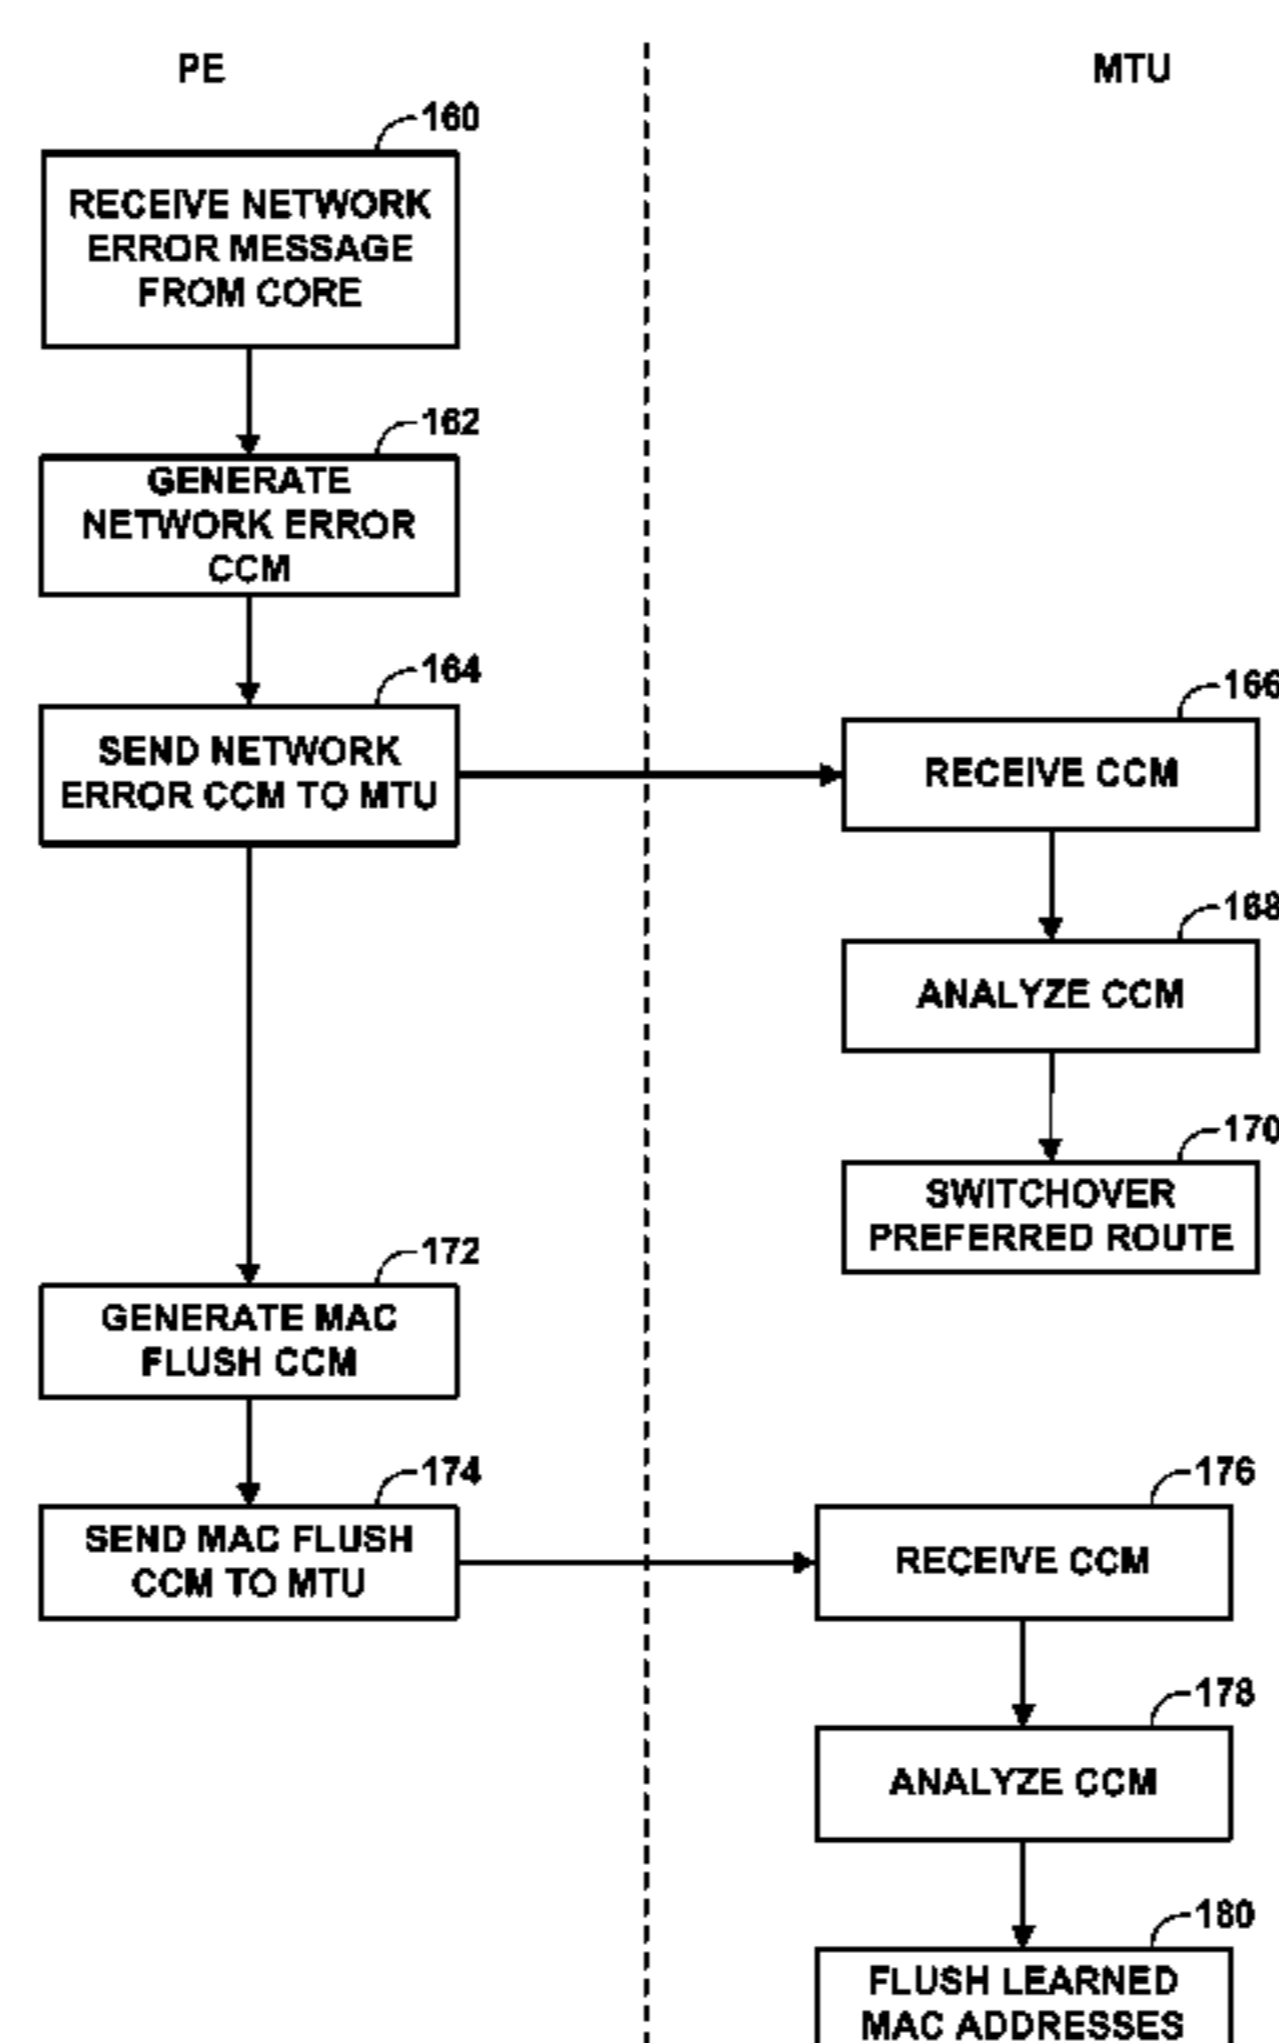 PE
MTU
160
RECEIVE NETWORK
ERROR MESSAGE
FROM CORE
162
GENERATE
NETWORK ERROR
CCM
164
SEND NETWORK
ERROR CCM TO MTU
166
RECEIVE CCM
168
ANALYZE CCM
170
SWITCHOVER
PREFERRED ROUTE
172
GENERATE MAC
FLUSH CCM
174
SEND MAC FLUSH
CCM TO MTU
176
RECEIVE CCM
178
ANALYZE CCM
180
FLUSH LEARNED
MAC ADDRESSES